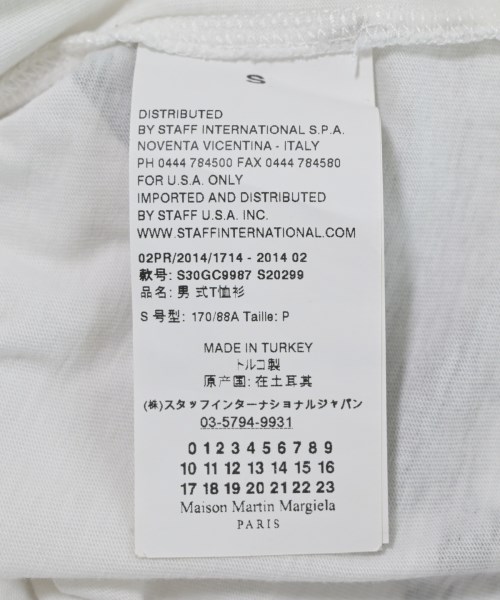 S
DISTRIBUTED
BY STAFF INTERNATIONAL S.P.A.
NOVENTA VICENTINA - ITALY
PH 0444 784500 FAX 0444 784580
FOR U.S.A. ONLY
IMPORTED AND DISTRIBUTED
BY STAFF U.S.A. INC.
WWW.STAFFINTERNATIONAL.COM
02PR/2014/1714 - 2014 02
款号: S30GC9987 S20299
品名: 男 式T恤衫
S 号型: 170/88A Taille: P
MADE IN TURKEY
トルコ製
原产国: 在土耳其
(株)スタッフインターナショナルジャパン
03-5794-9931
0 1 2 3 4 5 6 7 8 9
10 11 12 13 14 15 16
17 18 19 20 21 22 23
Maison Martin Margiela
PARIS